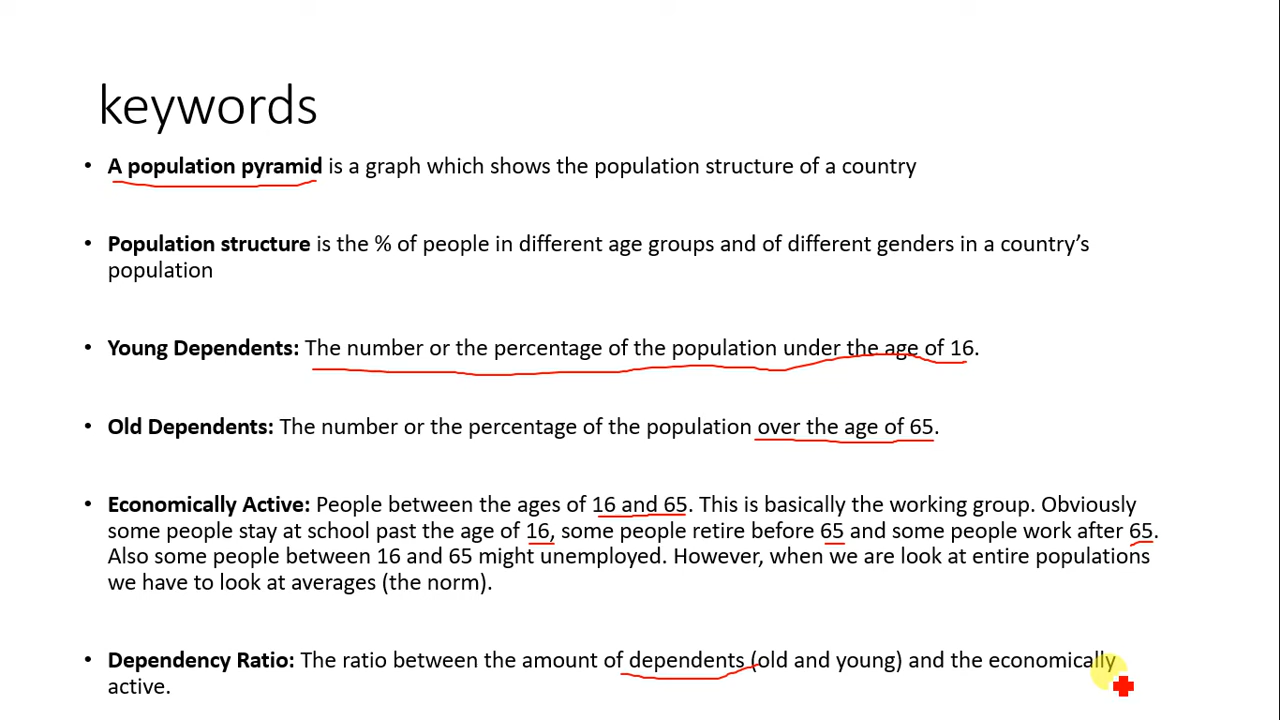 keywords
• A population pyramid is a graph which shows the population structure of a country
• Population structure is the % of people in different age groups and of different genders in a country's
population
• Young Dependents: The number or the percentage of the population under the age of 16.
• Old Dependents: The number or the percentage of the population over the age of 65.
• Economically Active: People between the ages of 16 and 65. This is basically the working group. Obviously
some people stay at school past the age of 16, some people retire before 65 and some people work after 65.
Also some people between 16 and 65 might unemployed. However, when we are look at entire populations
we have to look at averages (the norm).
• Dependency Ratio: The ratio between the amount of dependents (old and young) and the economically
active.